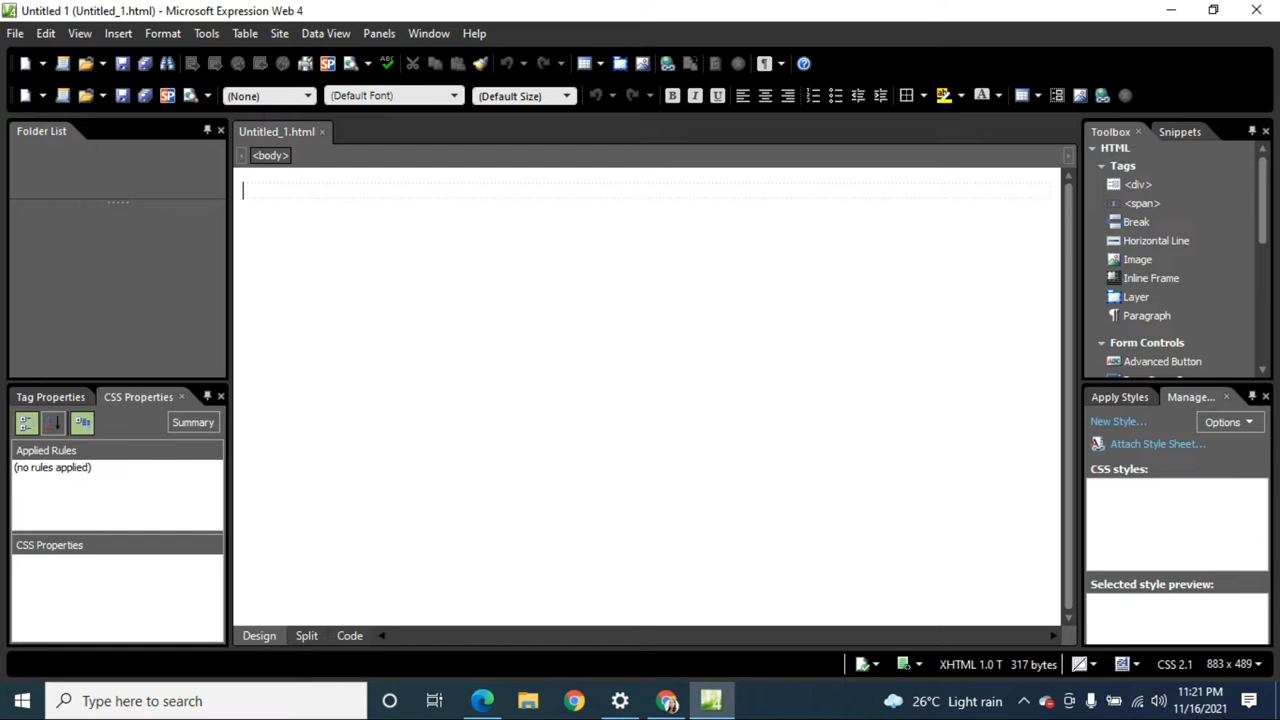 Untitled 1 (Untitled_1.html) - Microsoft Expression Web 4
File Edit View Insert Format Tools Table Site Data View Panels Window Help
(None) (Default Font) (Default Size) B I U
Folder List
Untitled_1.html
<body>
Toolbox Snippets
HTML
Tags
<div>
<span>
Break
Horizontal Line
Image
Inline Frame
Layer
Paragraph
Form Controls
Advanced Button
Tag Properties CSS Properties
Summary
Applied Rules
(no rules applied)
CSS Properties
Apply Styles Manage...
New Style... Options
Attach Style Sheet...
CSS styles:
Selected style preview:
Design Split Code
XHTML 1.0 T 317 bytes CSS 2.1 883 x 489
Type here to search
26°C Light rain
11:21 PM
11/16/2021